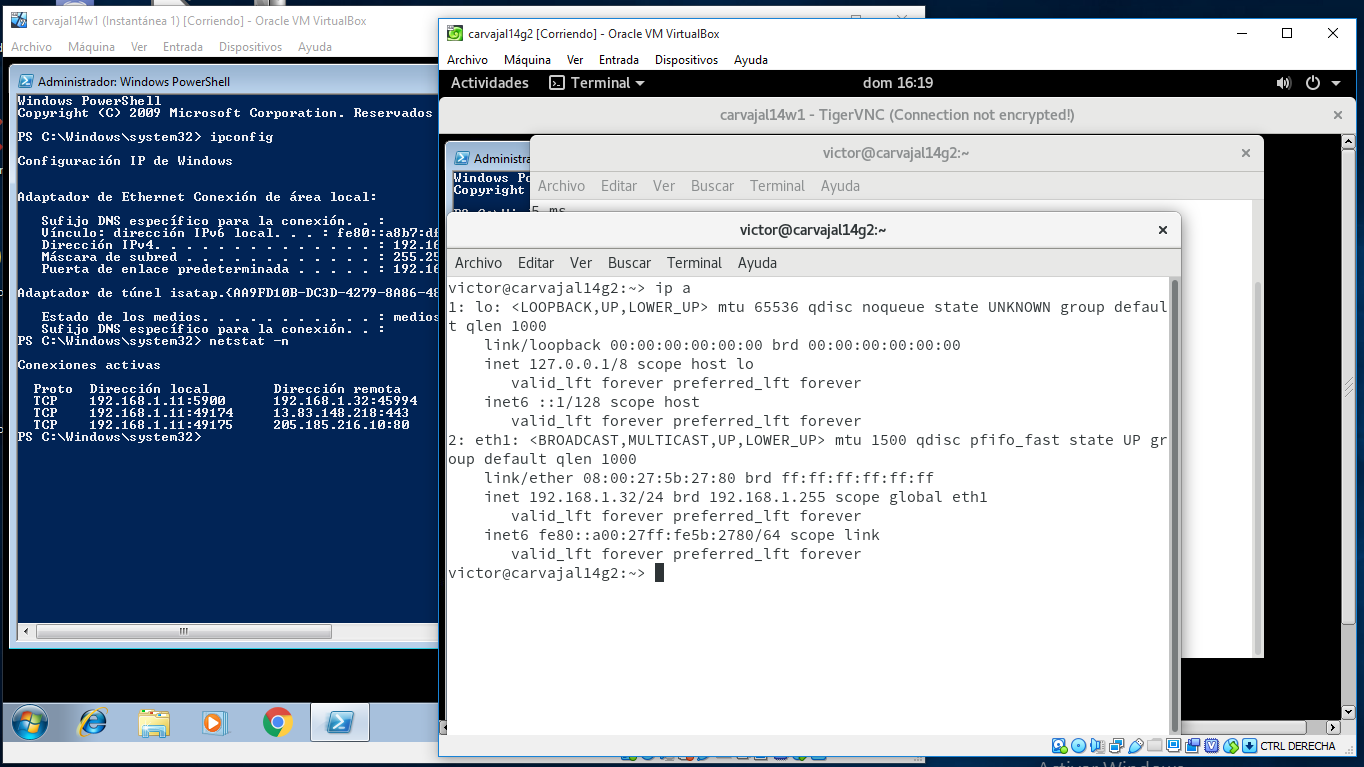 carvajal14w1 (Instantánea 1) [Corriendo] - Oracle VM VirtualBox
Archivo Máquina Ver Entrada Dispositivos Ayuda
Administrador: Windows PowerShell
Windows PowerShell
Copyright (C) 2009 Microsoft Corporation. Reservados
PS C:\Windows\system32> ipconfig
Configuración IP de Windows
Adaptador de Ethernet Conexión de área local:
Sufijo DNS específico para la conexión. . :
Vínculo: dirección IPv6 local. . . : fe80::a8b7:df
Dirección IPv4. . . . . . . . . . . . . . : 192.16
Máscara de subred . . . . . . . . . . . . : 255.25
Puerta de enlace predeterminada . . . . . : 192.16
Adaptador de túnel isatap.{AA9FD10B-DC3D-4279-8A86-48
Estado de los medios. . . . . . . . . . . : medios
Sufijo DNS específico para la conexión. . :
PS C:\Windows\system32> netstat -n
Conexiones activas
Proto Dirección local Dirección remota
TCP 192.168.1.11:5900 192.168.1.32:45994
TCP 192.168.1.11:49174 13.83.148.218:443
TCP 192.168.1.11:49175 205.185.216.10:80
PS C:\Windows\system32>
carvajal14g2 [Corriendo] - Oracle VM VirtualBox
Archivo Máquina Ver Entrada Dispositivos Ayuda
Actividades Terminal dom 16:19
carvajal14w1 - TigerVNC (Connection not encrypted!)
Administra
Windows Po
Copyright
victor@carvajal14g2:~
Archivo Editar Ver Buscar Terminal Ayuda
5 ms
victor@carvajal14g2:~
Archivo Editar Ver Buscar Terminal Ayuda
victor@carvajal14g2:~> ip a
1: lo: <LOOPBACK,UP,LOWER_UP> mtu 65536 qdisc noqueue state UNKNOWN group defaul
t qlen 1000
link/loopback 00:00:00:00:00:00 brd 00:00:00:00:00:00
inet 127.0.0.1/8 scope host lo
valid_lft forever preferred_lft forever
inet6 ::1/128 scope host
valid_lft forever preferred_lft forever
2: eth1: <BROADCAST,MULTICAST,UP,LOWER_UP> mtu 1500 qdisc pfifo_fast state UP gr
oup default qlen 1000
link/ether 08:00:27:5b:27:80 brd ff:ff:ff:ff:ff:ff
inet 192.168.1.32/24 brd 192.168.1.255 scope global eth1
valid_lft forever preferred_lft forever
inet6 fe80::a00:27ff:fe5b:2780/64 scope link
valid_lft forever preferred_lft forever
victor@carvajal14g2:~>
CTRL DERECHA